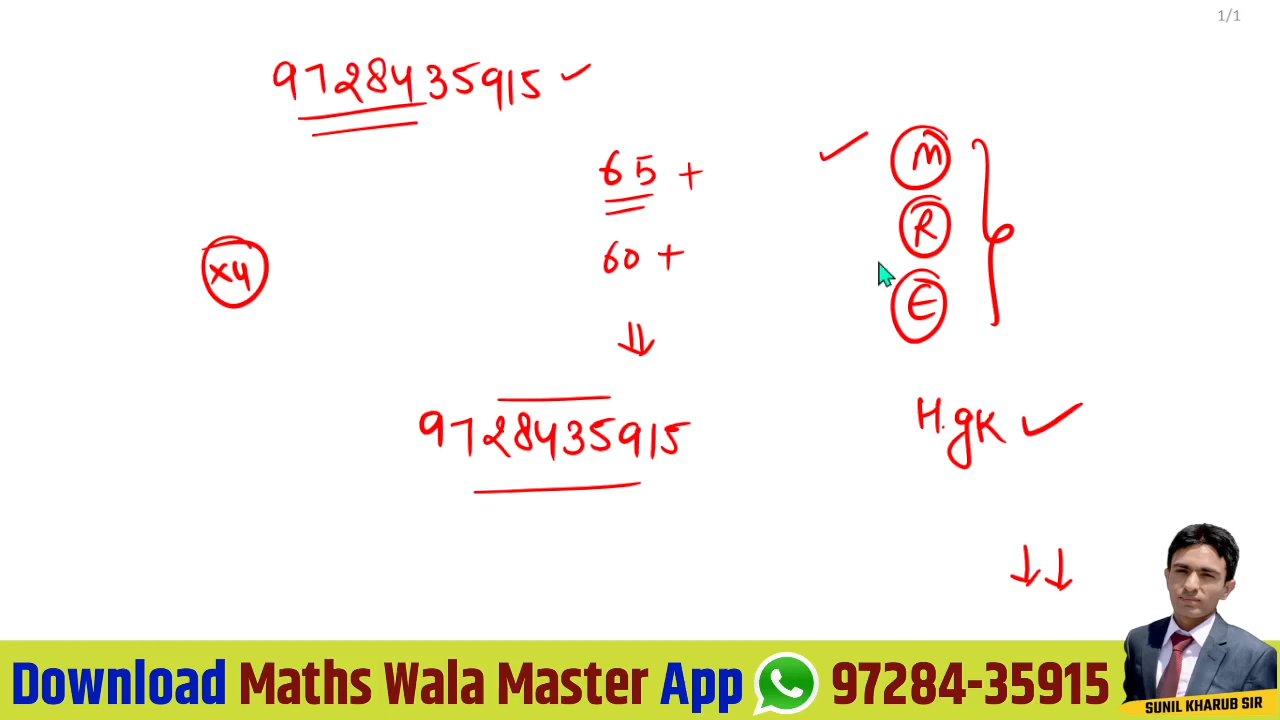 1/1
9728435915
65 +
M
R
60 +
x4
E
9728435915
H.gk
Download Maths Wala Master App 97284-35915
SUNIL KHARUB SIR